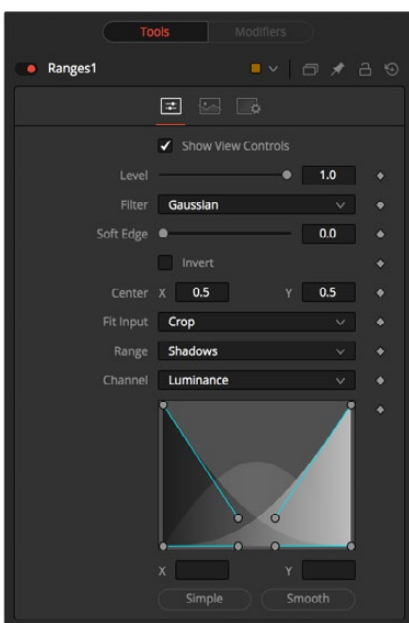 Tools Modifiers
Ranges1
Show View Controls
Level 1.0
Filter Gaussian
Soft Edge 0.0
Invert
Center X 0.5 Y 0.5
Fit Input Crop
Range Shadows
Channel Luminance
X Y
Simple Smooth